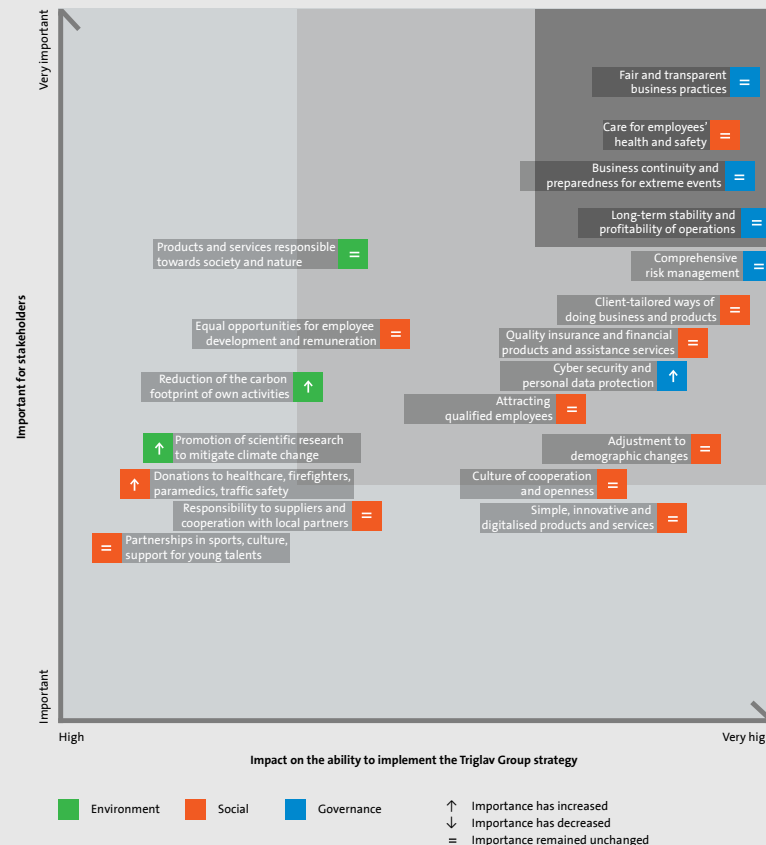 Very important
Fair and transparent
business practices
=
Care for employees'
health and safety
=
Business continuity and
preparedness for extreme events
=
Long-term stability and
profitability of operations
=
Products and services responsible
towards society and nature
=
Comprehensive
risk management
=
Client-tailored ways of
doing business and products
=
Equal opportunities for employee
development and remuneration
=
Quality insurance and financial
products and assistance services
=
Cyber security and
personal data protection
↑
Reduction of the carbon
footprint of own activities
↑
Attracting
qualified employees
=
↑
Promotion of scientific research
to mitigate climate change
Adjustment to
demographic changes
=
↑
Donations to healthcare, firefighters,
paramedics, traffic safety
Culture of cooperation
and openness
=
Responsibility to suppliers and
cooperation with local partners
=
Simple, innovative and
digitalised products and services
=
=
Partnerships in sports, culture,
support for young talents
Important for stakeholders
Important
High
Very hig
Impact on the ability to implement the Triglav Group strategy
Environment
Social
Governance
↑ Importance has increased
↓ Importance has decreased
= Importance remained unchanged